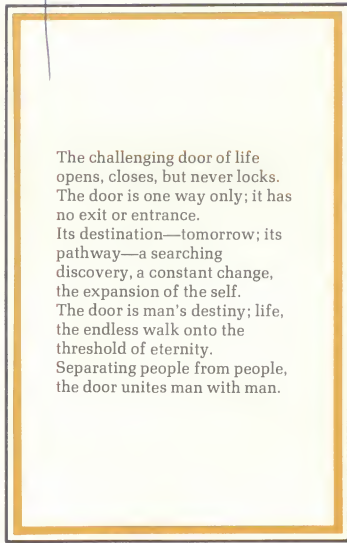 The challenging door of life
opens, closes, but never locks.
The door is one way only; it has
no exit or entrance.
Its destination—tomorrow; its
pathway—a searching
discovery, a constant change,
the expansion of the self.
The door is man's destiny; life,
the endless walk onto the
threshold of eternity.
Separating people from people,
the door unites man with man.